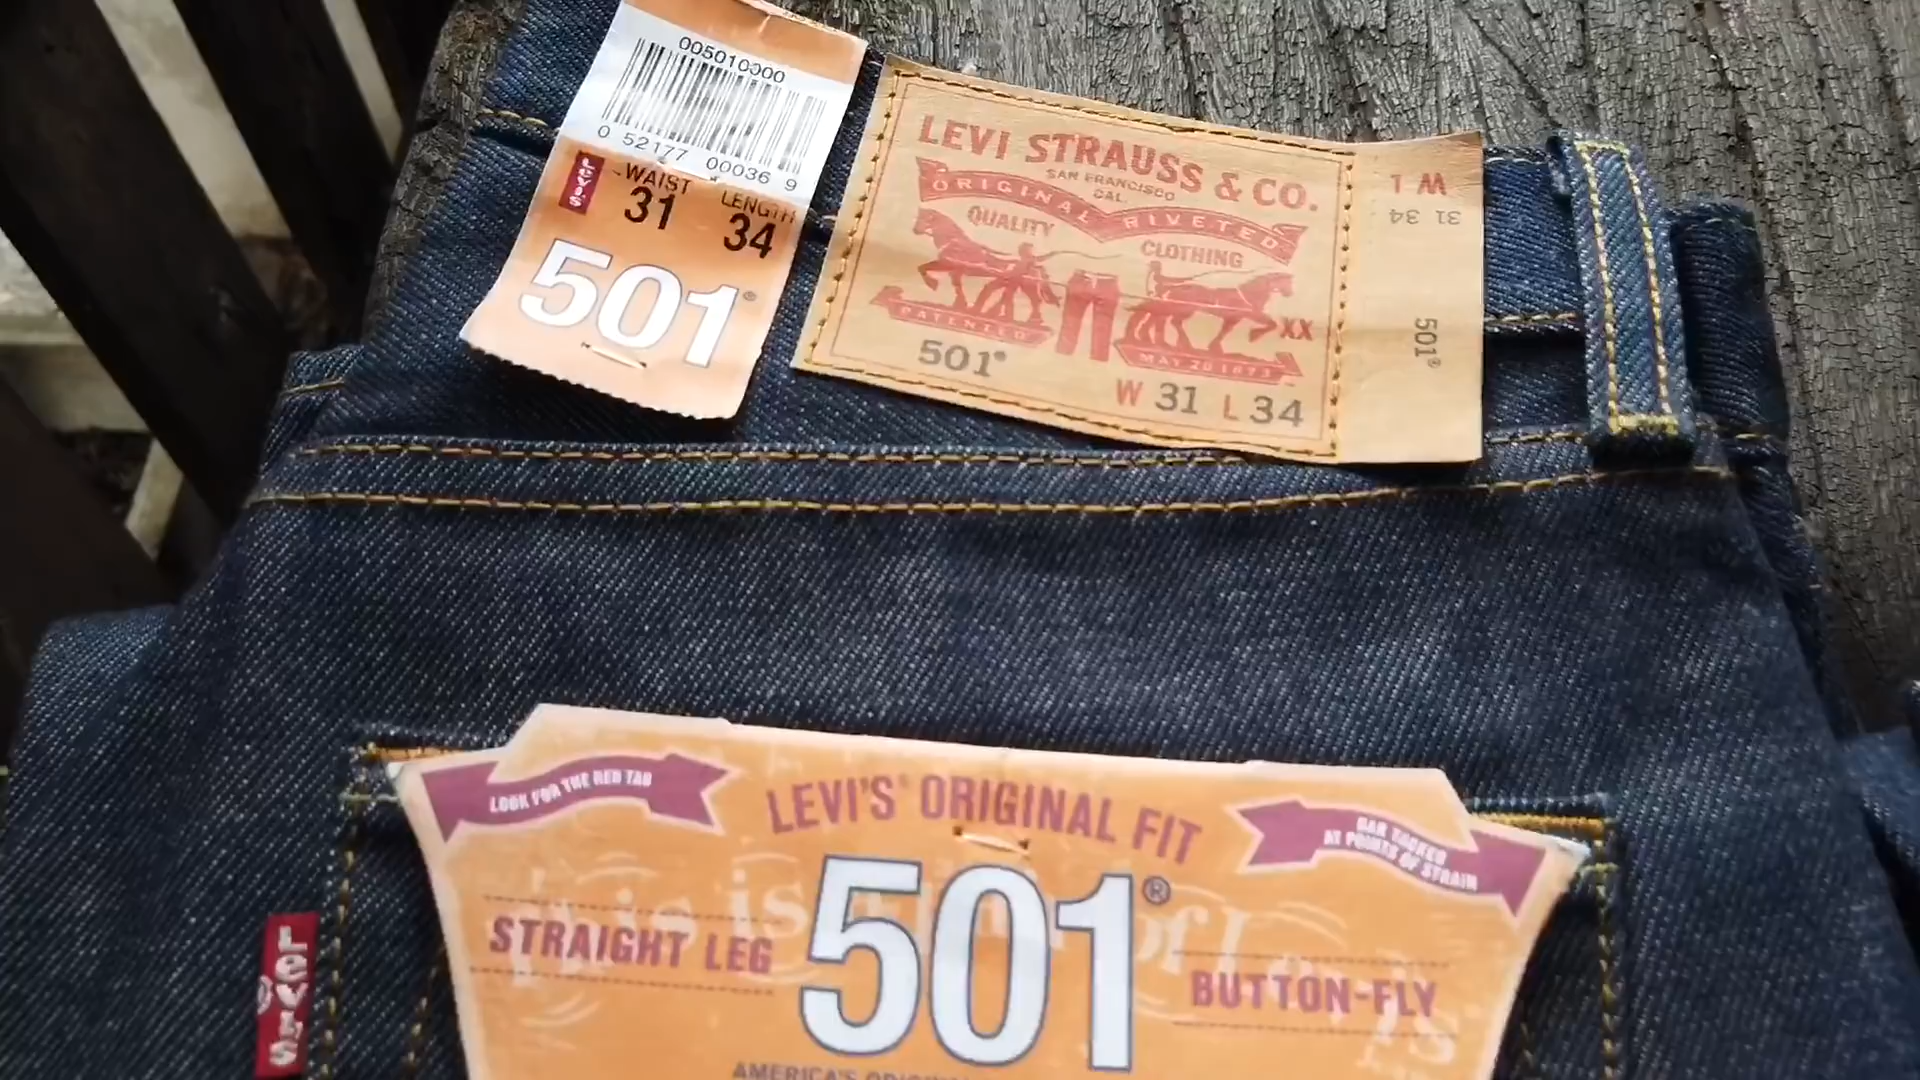 005010000
0 52177 00036 9
Levi's
WAIST LENGTH
31 34
501®
LEVI STRAUSS & CO.
SAN FRANCISCO
CAL.
ORIGINAL RIVETED
QUALITY CLOTHING
XX
PATENTED MAY 20 1873
501®
W 31 L 34
31 34
501®
LOOK FOR THE RED TAB
LEVI'S® ORIGINAL FIT
BAR TACKED
AT POINTS OF STRAIN
501®
STRAIGHT LEG
BUTTON-FLY
AMERICA'S
LEVI'S